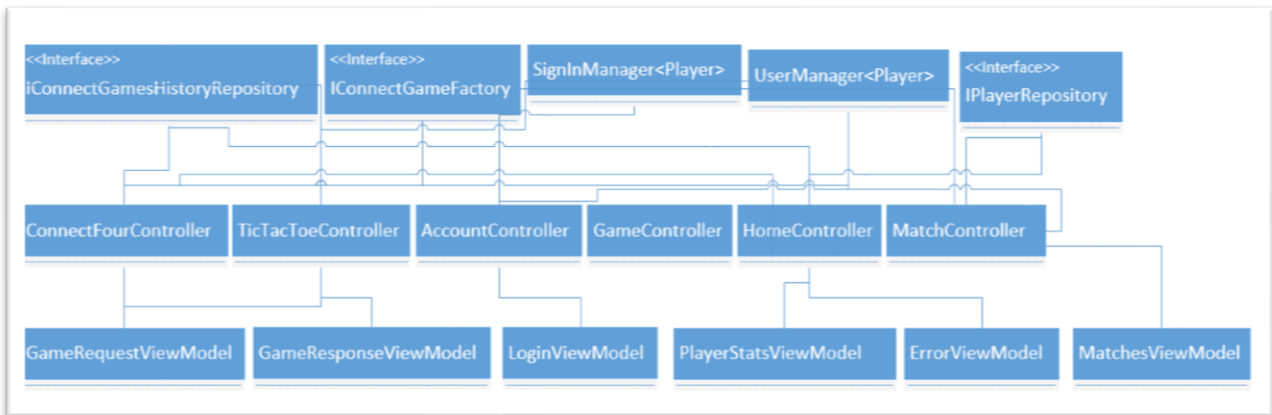 <<Interface>>
iConnectGamesHistoryRepository
<<Interface>>
IConnectGameFactory
SignInManager<Player>
UserManager<Player>
<<Interface>>
IPlayerRepository
ConnectFourController
TicTacToeController
AccountController
GameController
HomeController
MatchController
GameRequestViewModel
GameResponseViewModel
LoginViewModel
PlayerStatsViewModel
ErrorViewModel
MatchesViewModel